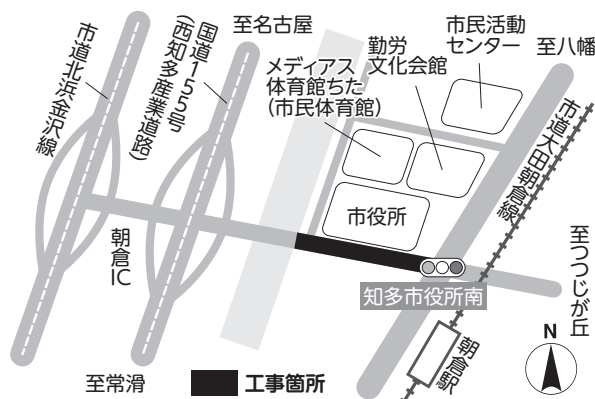 市道北浜金沢線
国道155号
(西知多産業道路)
至名古屋
メディアス
体育館ちた
(市民体育館)
勤労
文化会館
市民活動
センター
至八幡
市道大田朝倉線
市役所
朝倉IC
至つつじが丘
知多市役所南
朝倉駅
N
至常滑
工事箇所